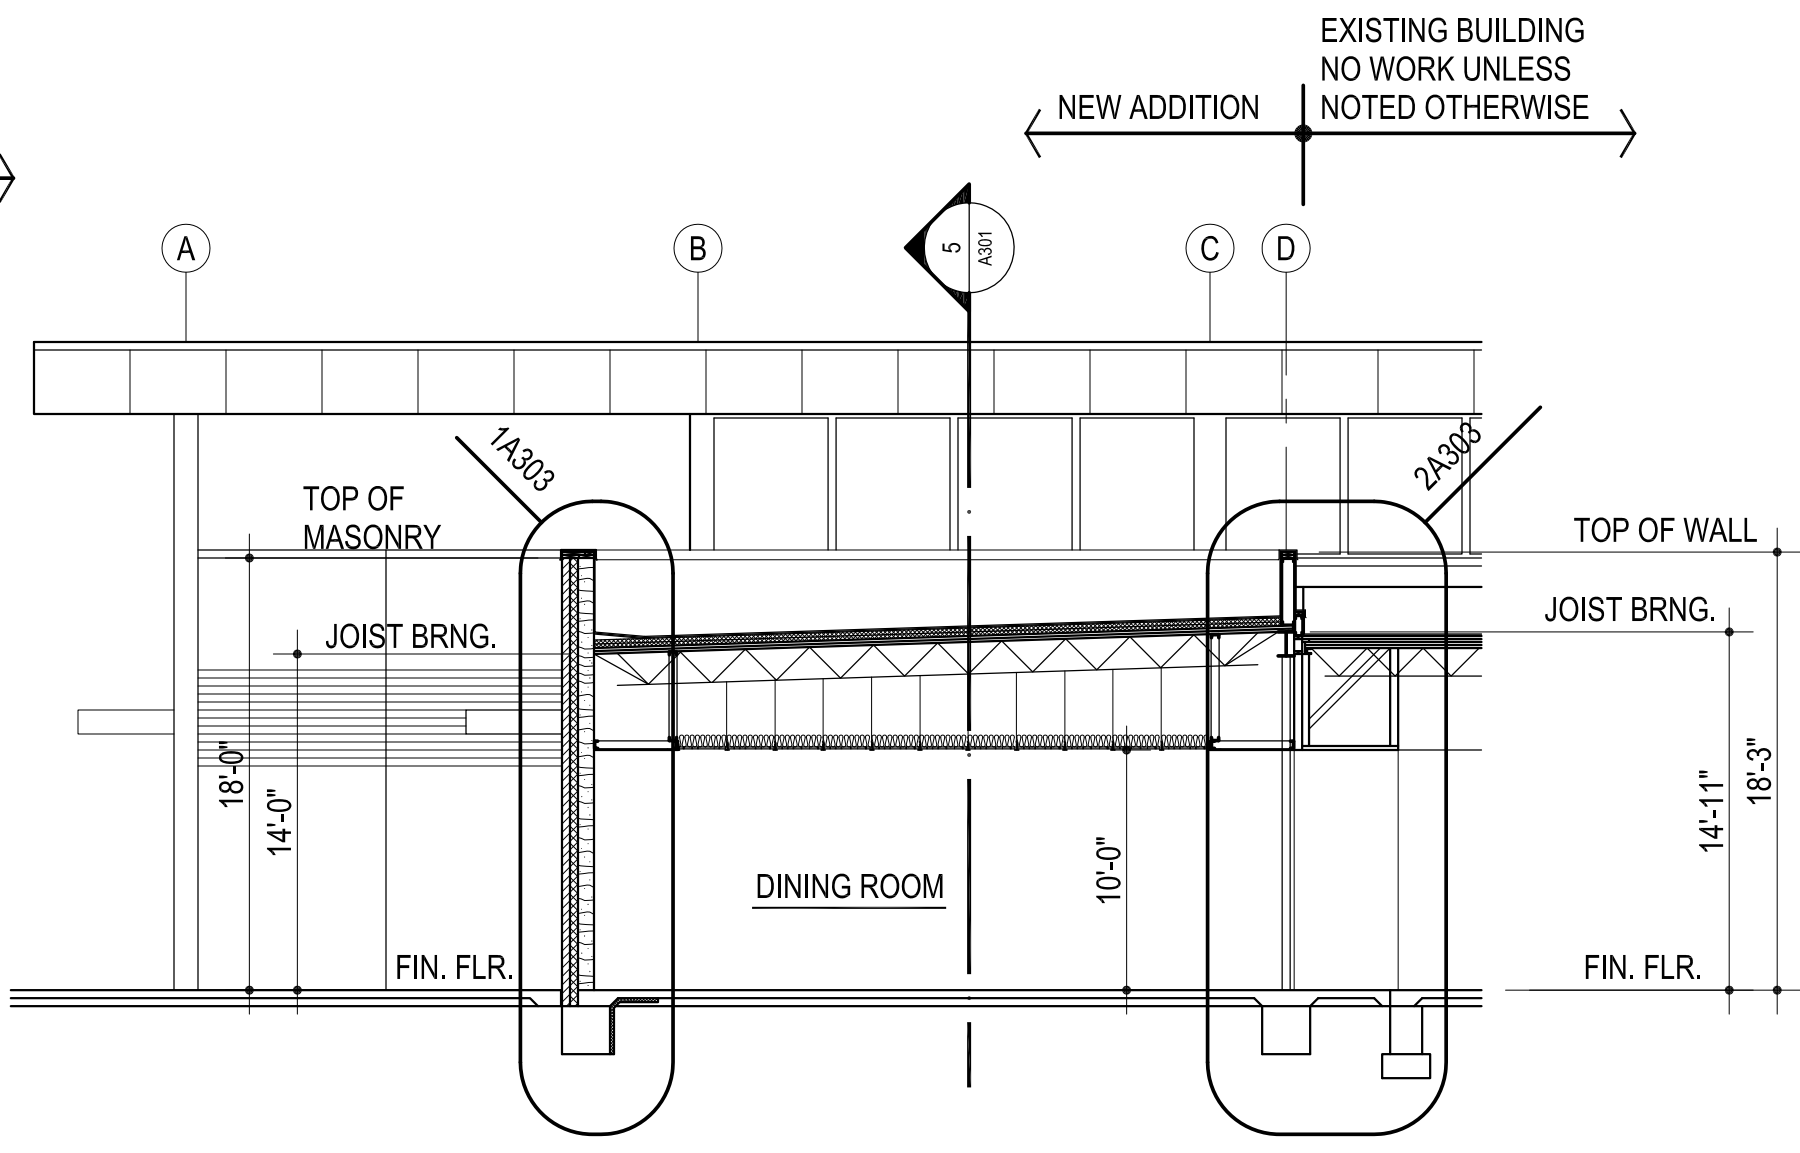 EXISTING BUILDING
NO WORK UNLESS
NEW ADDITION
NOTED OTHERWISE
A
B
5
A301
C
D
1A303
2A303
TOP OF
MASONRY
TOP OF WALL
JOIST BRNG.
JOIST BRNG.
18'-0"
14'-0"
10'-0"
14'-11"
18'-3"
DINING ROOM
FIN. FLR.
FIN. FLR.